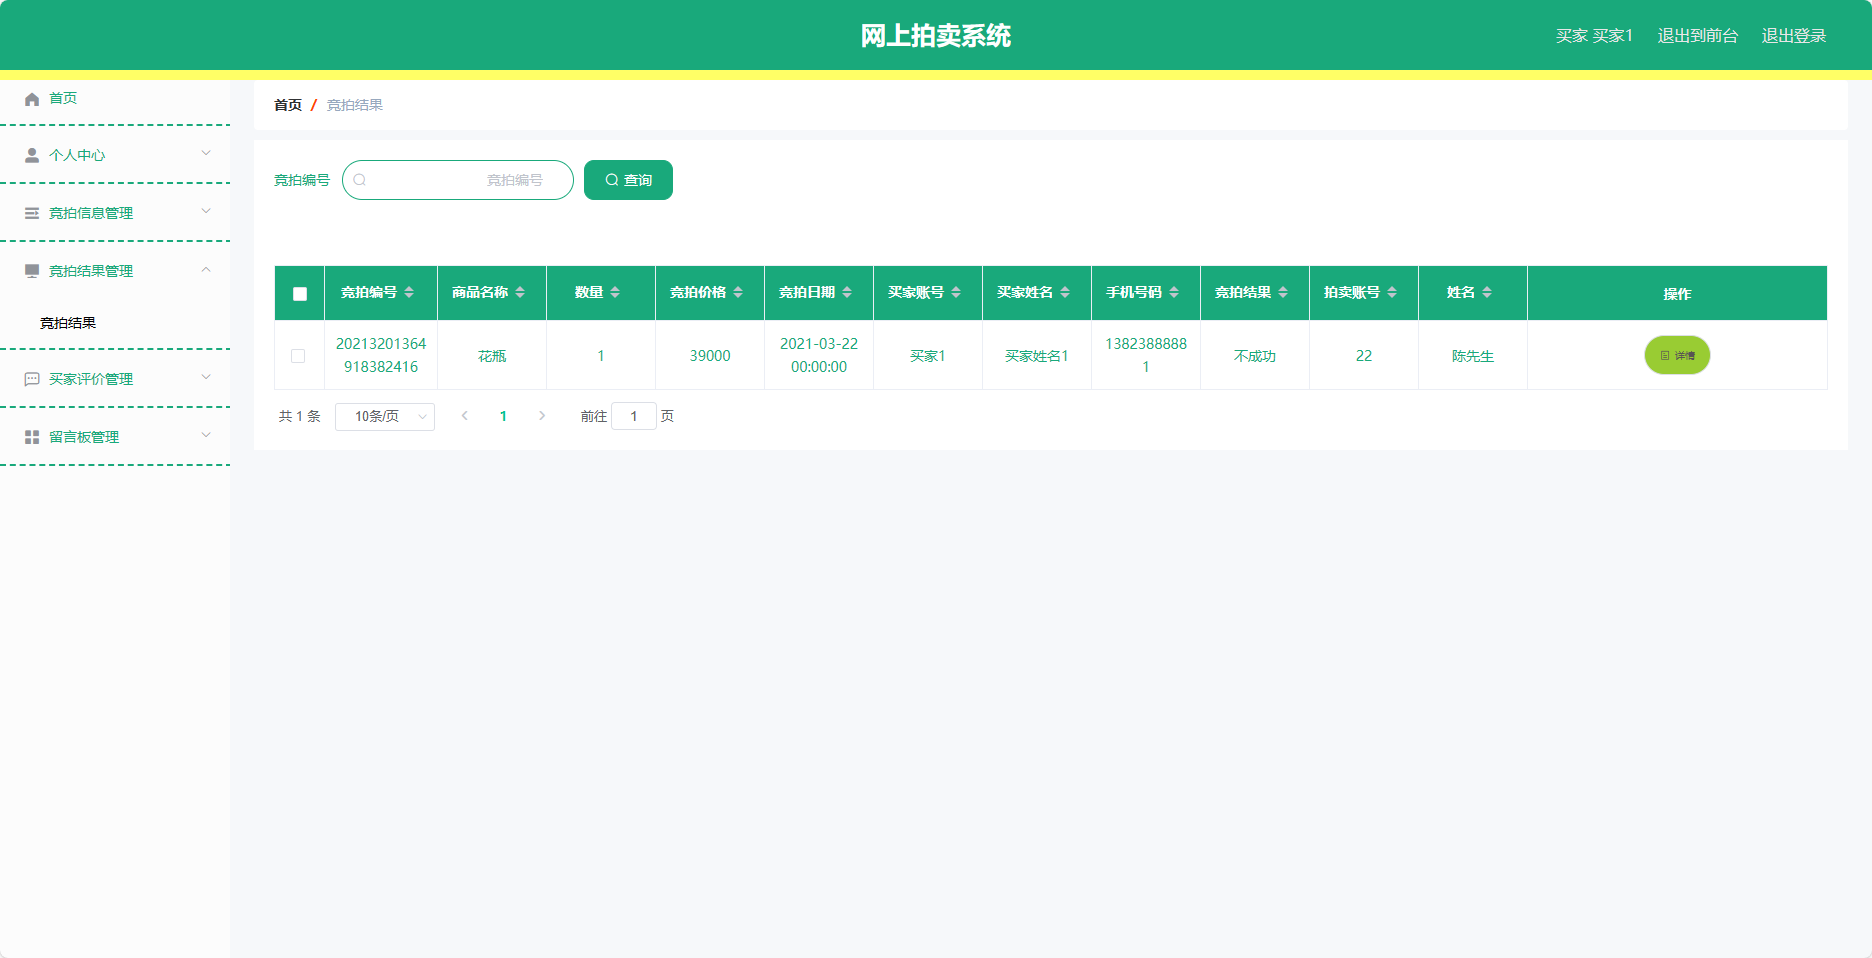 网上拍卖系统
买家 买家1 退出到前台 退出登录
首页
个人中心
竞拍信息管理
竞拍结果管理
竞拍结果
买家评价管理
留言板管理
首页 / 竞拍结果
竞拍编号 竞拍编号 查询
竞拍编号 商品名称 数量 竞拍价格 竞拍日期 买家账号 买家姓名 手机号码 竞拍结果 拍卖账号 姓名 操作
20213201364
918382416
花瓶
1
39000
2021-03-22
00:00:00
买家1
买家姓名1
1382388888
1
不成功
22
陈先生
详情
共 1 条 10条/页 1 前往 1 页